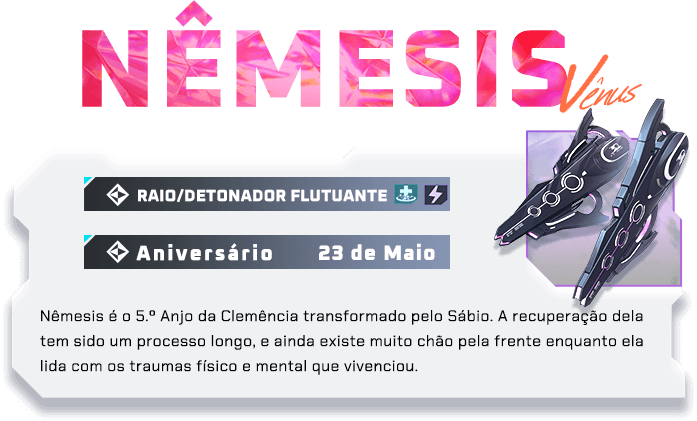 NÊMESIS
Vênus
RAIO/DETONADOR FLUTUANTE
Aniversário 23 de Maio
Nêmesis é o 5.º Anjo da Clemência transformado pelo Sábio. A recuperação dela
tem sido um processo longo, e ainda existe muito chão pela frente enquanto ela
lida com os traumas físico e mental que vivenciou.